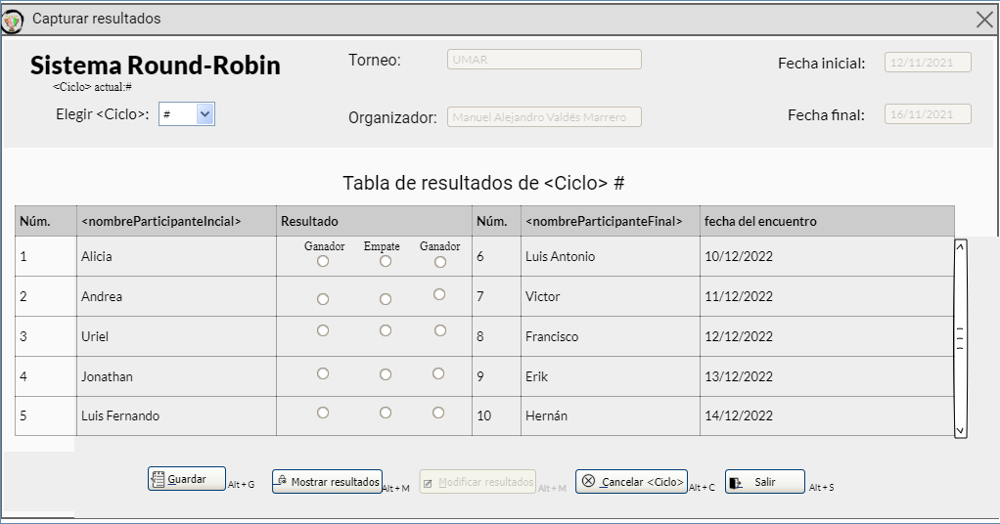 Capturar resultados
Sistema Round-Robin
<Ciclo> actual:#
Elegir <Ciclo>: #
Torneo: UMAR
Organizador: Manuel Alejandro Valdés Marrero
Fecha inicial: 12/11/2021
Fecha final: 16/11/2021
Tabla de resultados de <Ciclo> #
Núm. <nombreParticipanteIncial> Resultado Núm. <nombreParticipanteFinal> fecha del encuentro
Ganador Empate Ganador
1 Alicia 6 Luis Antonio 10/12/2022
2 Andrea 7 Victor 11/12/2022
3 Uriel 8 Francisco 12/12/2022
4 Jonathan 9 Erik 13/12/2022
5 Luis Fernando 10 Hernán 14/12/2022
Guardar Alt + G Mostrar resultados Alt + M Modificar resultados Alt + M Cancelar <Ciclo> Alt + C Salir Alt + S